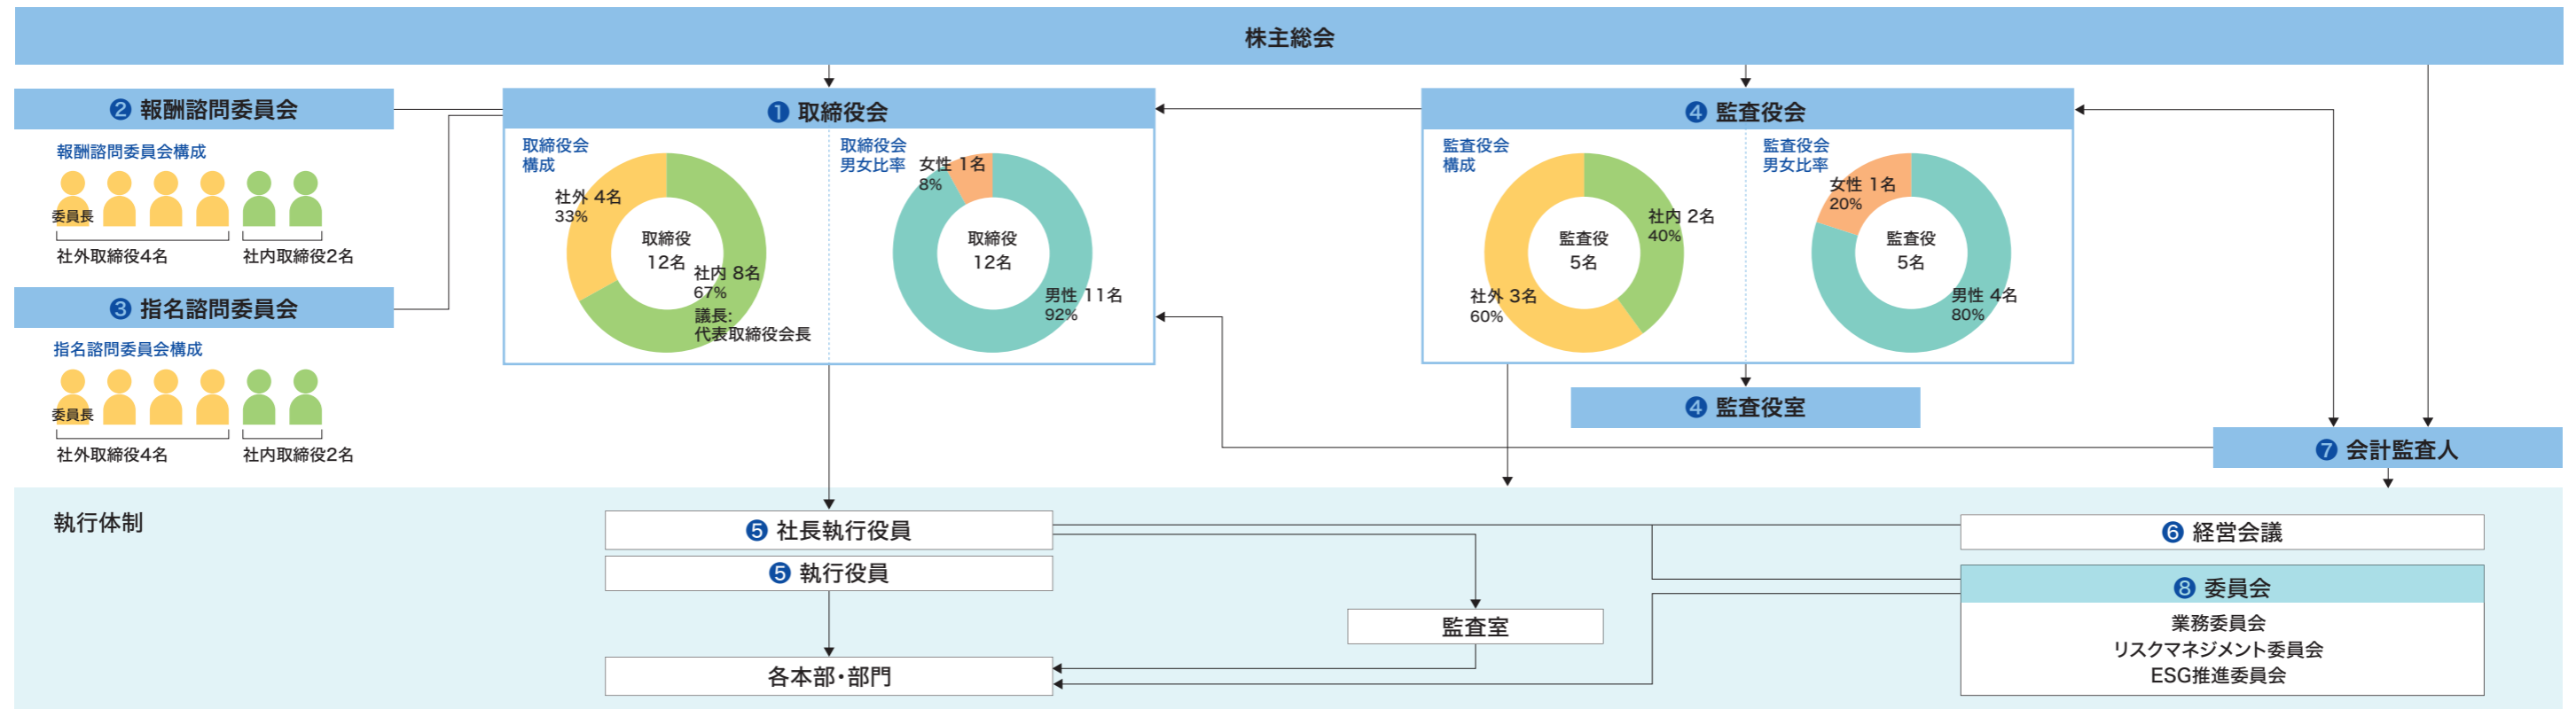 株主総会
❷ 報酬諮問委員会
報酬諮問委員会構成
委員長
社外取締役4名
社内取締役2名
❸ 指名諮問委員会
指名諮問委員会構成
委員長
社外取締役4名
社内取締役2名
❶ 取締役会
取締役会
構成
社外 4名
33%
取締役
12名
社内 8名
67%
議長:
代表取締役会長
取締役会
男女比率
女性 1名
8%
取締役
12名
男性 11名
92%
❹ 監査役会
監査役会
構成
社内 2名
40%
監査役
5名
社外 3名
60%
監査役会
男女比率
女性 1名
20%
監査役
5名
男性 4名
80%
❹ 監査役室
❼ 会計監査人
執行体制
❺ 社長執行役員
❺ 執行役員
各本部・部門
監査室
❻ 経営会議
❽ 委員会
業務委員会
リスクマネジメント委員会
ESG推進委員会